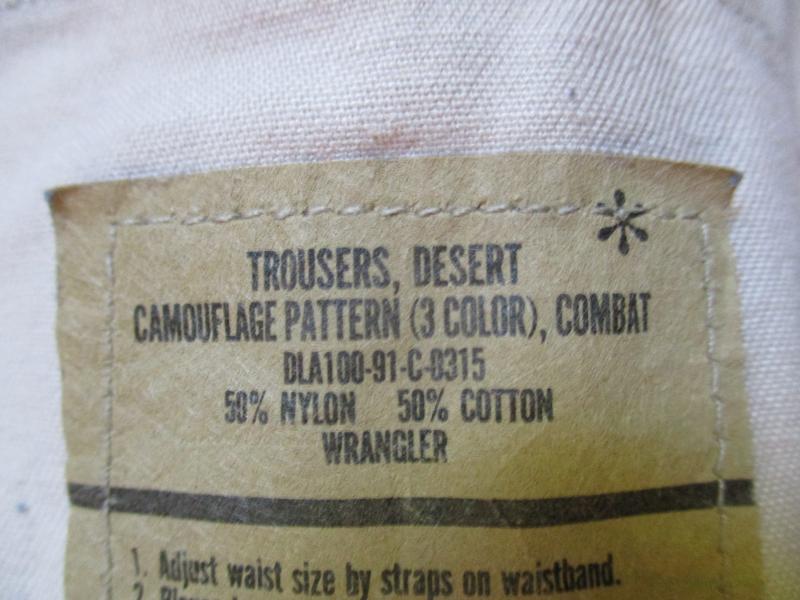 TROUSERS, DESERT
CAMOUFLAGE PATTERN (3 COLOR), COMBAT
DLA100-91-C-0315
50% NYLON 50% COTTON
WRANGLER
1. Adjust waist size by straps on waistband.
2.